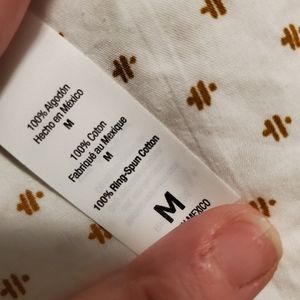 100% Algodón
Hecho en México
M
100% Coton
Fabriqué au Mexique
M
100% Ring-Spun Cotton
M
MEXICO